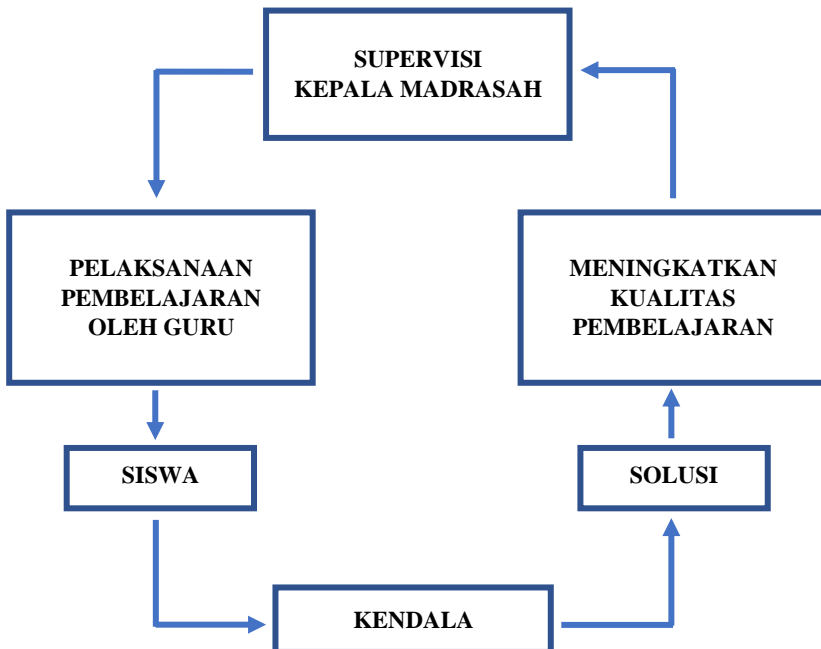 SUPERVISI
KEPALA MADRASAH
PELAKSANAAN
PEMBELAJARAN
OLEH GURU
MENINGKATKAN
KUALITAS
PEMBELAJARAN
SISWA
SOLUSI
KENDALA